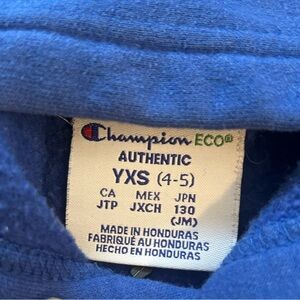 Champion ECO®
AUTHENTIC
YXS (4-5)
CA MEX JPN
JTP JXCH 130
(JM)
MADE IN HONDURAS
FABRIQUÉ AU HONDURAS
HECHO EN HONDURAS